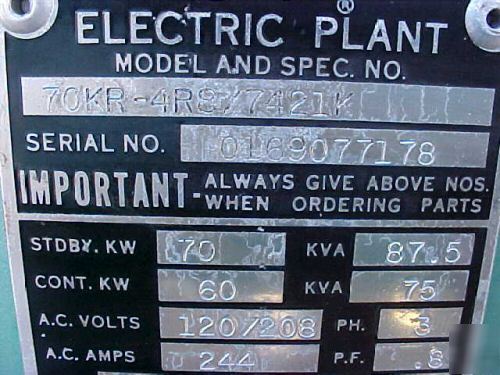 ®
ELECTRIC PLANT
MODEL AND SPEC. NO.
70KR-4R8/7421K
SERIAL NO. 0169077178
IMPORTANT- ALWAYS GIVE ABOVE NOS.
WHEN ORDERING PARTS
STDBY. KW 70 KVA 87.5
CONT. KW 60 KVA 75
A.C. VOLTS 120/208 PH. 3
A.C. AMPS 244 P.F. .8